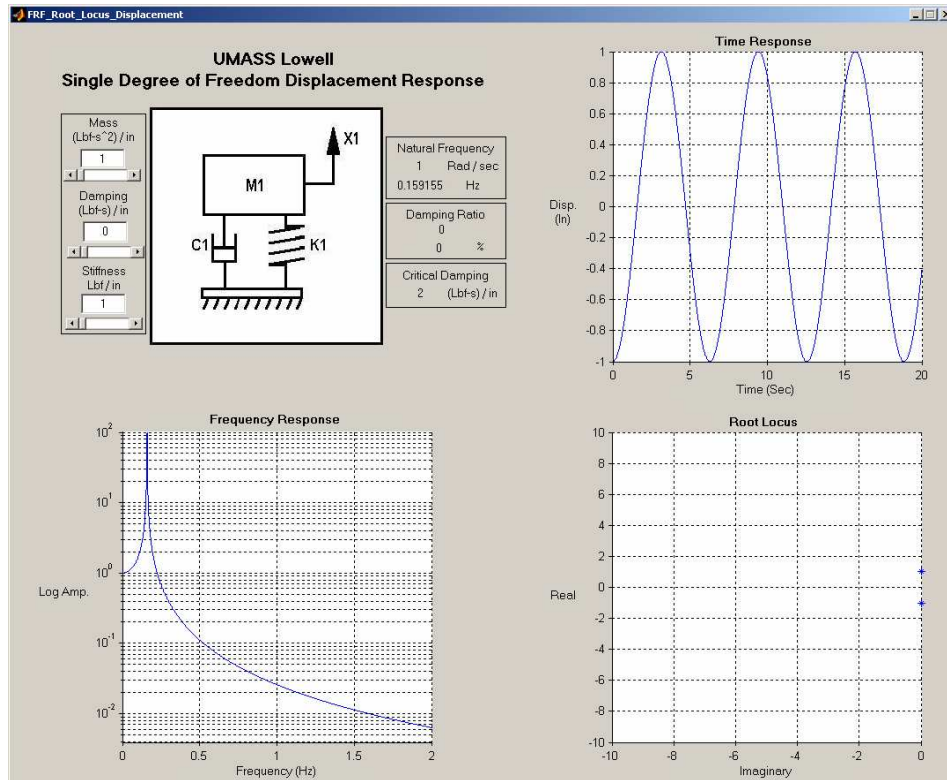 FRF_Root_Locus_Displacement
UMASS Lowell
Single Degree of Freedom Displacement Response
Mass
(Lbf-s^2) / in
1
Damping
(Lbf-s) / in
0
Stiffness
Lbf / in
1
X1
M1
C1
K1
Natural Frequency
1 Rad / sec
0.159155 Hz
Damping Ratio
0
0 %
Critical Damping
2 (Lbf-s) / in
Time Response
1
0.8
0.6
0.4
0.2
0
-0.2
-0.4
-0.6
-0.8
-1
Disp.
(In)
0 5 10 15 20
Time (Sec)
Frequency Response
10^2
10^1
10^0
10^-1
10^-2
Log Amp.
0 0.5 1 1.5 2
Frequency (Hz)
Root Locus
10
8
6
4
2
0
-2
-4
-6
-8
-10
Real
-10 -8 -6 -4 -2 0
Imaginary